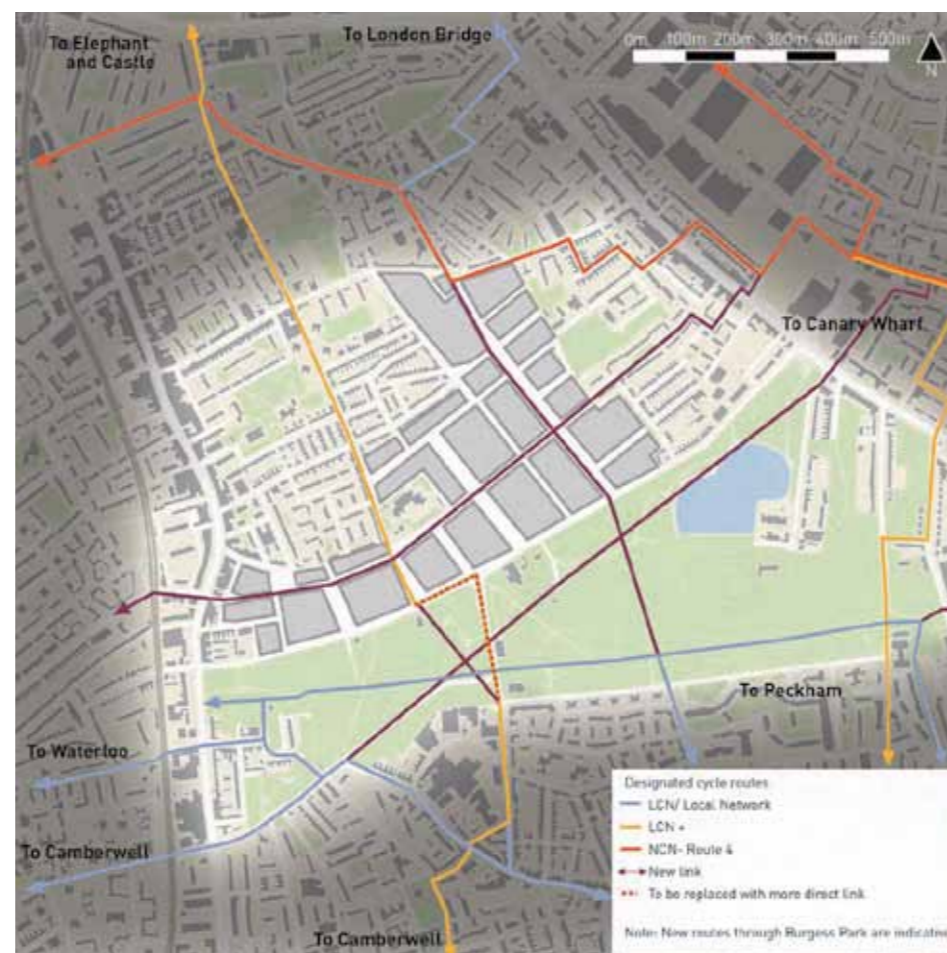 To Elephant
and Castle
To London Bridge
0m 100m 200m 300m 400m 500m
N
To Canary Wharf
To Peckham
To Waterloo
To Camberwell
To Camberwell
Designated cycle routes
LCN/ Local Network
LCN +
NCN- Route 4
New link
To be replaced with more direct link
Note: New routes through Burgess Park are indicative